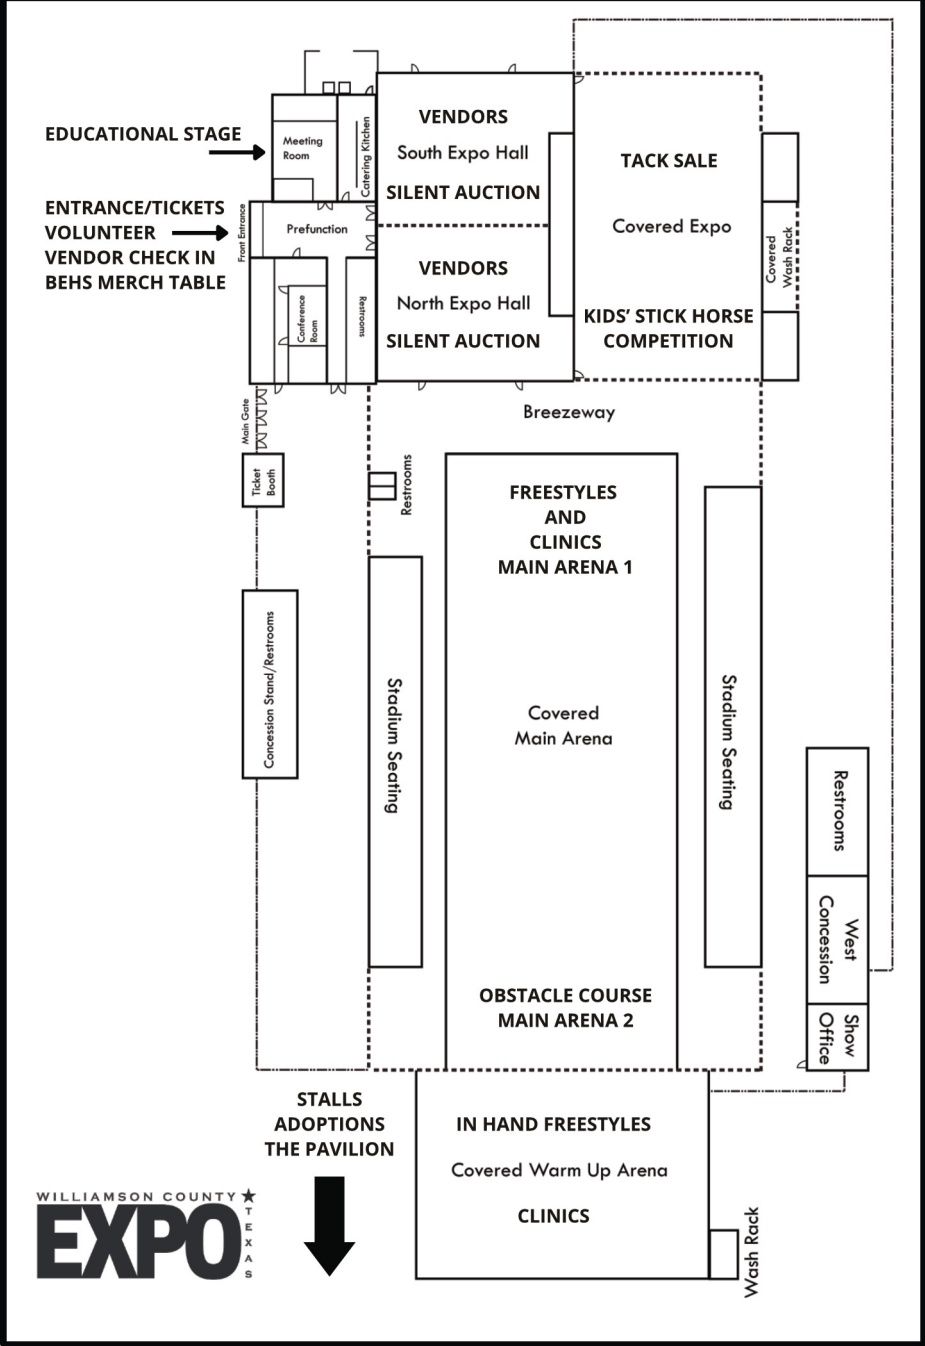 EDUCATIONAL STAGE
Meeting
Room
Catering Kitchen
VENDORS
South Expo Hall
SILENT AUCTION
TACK SALE
Covered Expo
KIDS' STICK HORSE
COMPETITION
Covered
Wash Rack
ENTRANCE/TICKETS
VOLUNTEER
VENDOR CHECK IN
BEHS MERCH TABLE
Front Entrance
Prefunction
Conference
Room
Restrooms
VENDORS
North Expo Hall
SILENT AUCTION
Breezeway
Main Gate
Ticket
Booth
Restrooms
FREESTYLES
AND
CLINICS
MAIN ARENA 1
Concession Stand/Restrooms
Stadium Seating
Covered
Main Arena
Stadium Seating
Restrooms
West
Concession
Show
Office
OBSTACLE COURSE
MAIN ARENA 2
STALLS
ADOPTIONS
THE PAVILION
IN HAND FREESTYLES
Covered Warm Up Arena
CLINICS
Wash Rack
WILLIAMSON COUNTY
EXPO
TEXAS